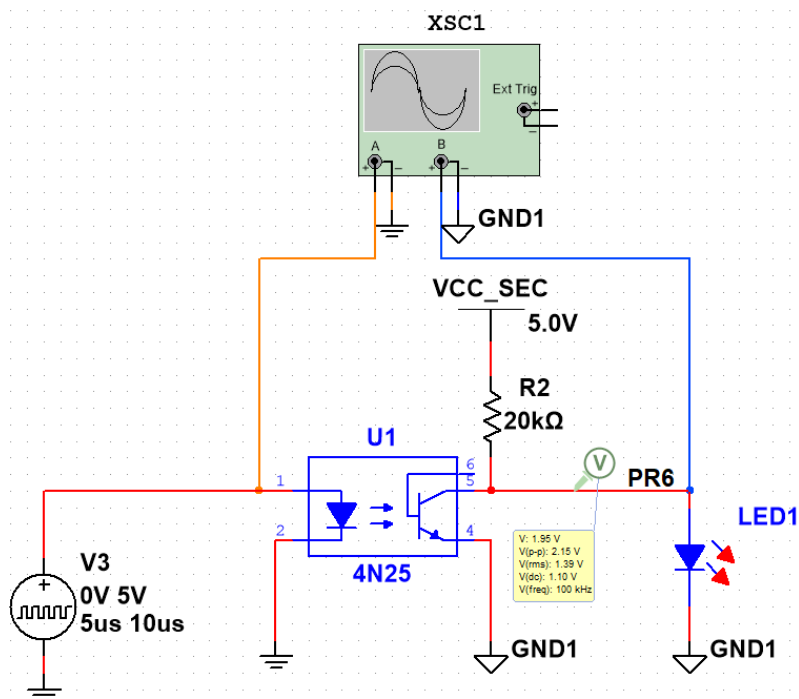 XSC1
Ext Trig
+
−
A
B
+
−
+
−
GND1
VCC_SEC
5.0V
R2
20kΩ
U1
1
2
6
5
4
4N25
V
PR6
V: 1.95 V
V(p-p): 2.15 V
V(rms): 1.39 V
V(dc): 1.10 V
V(freq): 100 kHz
LED1
V3
0V 5V
5us 10us
+
GND1
GND1